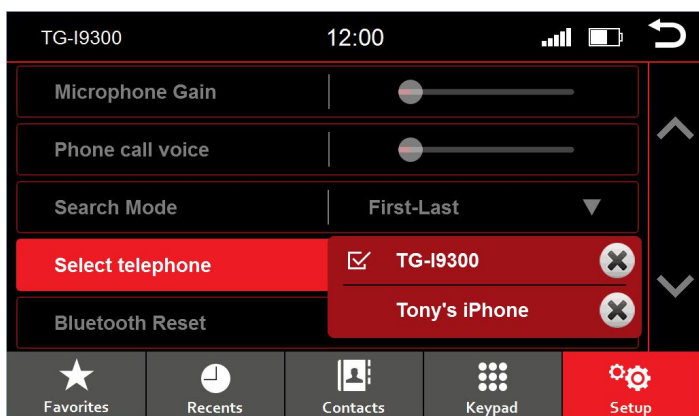 TG-I9300 12:00
Microphone Gain
Phone call voice
Search Mode First-Last
Select telephone TG-I9300
Tony's iPhone
Bluetooth Reset
Favorites Recents Contacts Keypad Setup